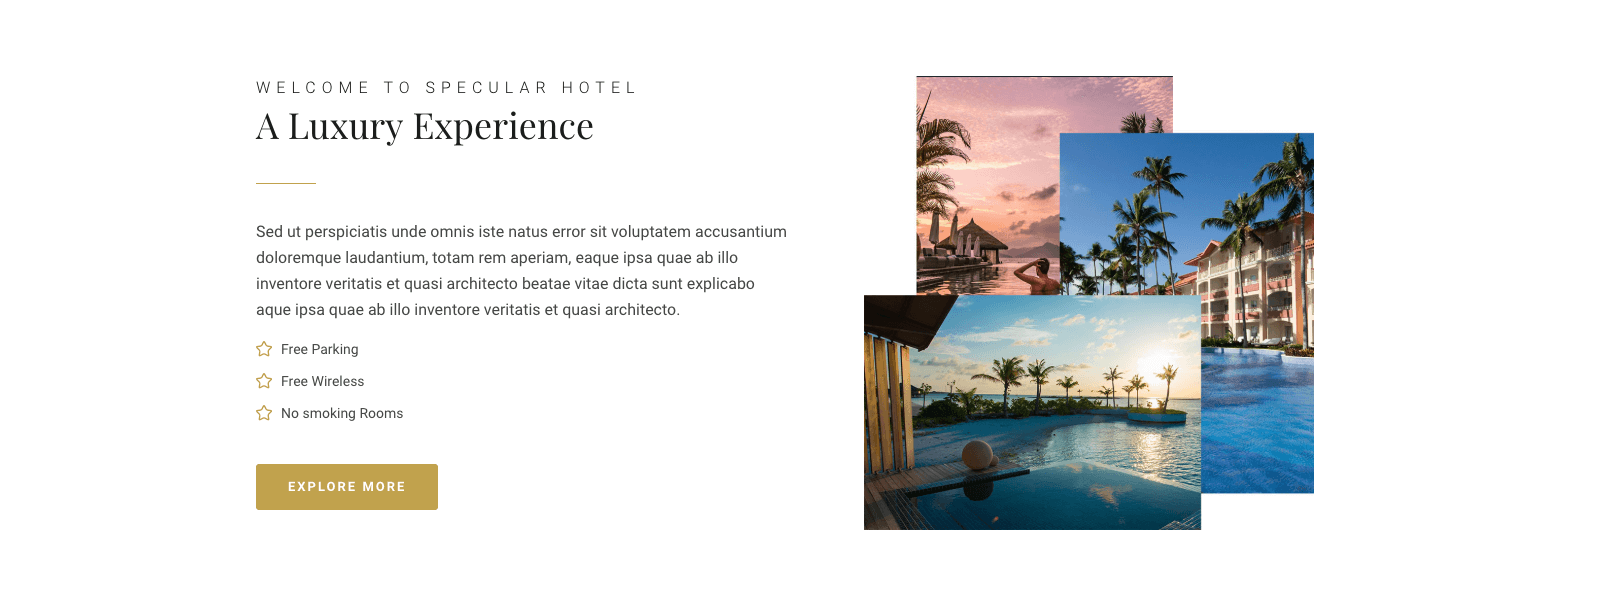 WELCOME TO SPECULAR HOTEL
A Luxury Experience
Sed ut perspiciatis unde omnis iste natus error sit voluptatem accusantium
doloremque laudantium, totam rem aperiam, eaque ipsa quae ab illo
inventore veritatis et quasi architecto beatae vitae dicta sunt explicabo
aque ipsa quae ab illo inventore veritatis et quasi architecto.
Free Parking
Free Wireless
No smoking Rooms
EXPLORE MORE